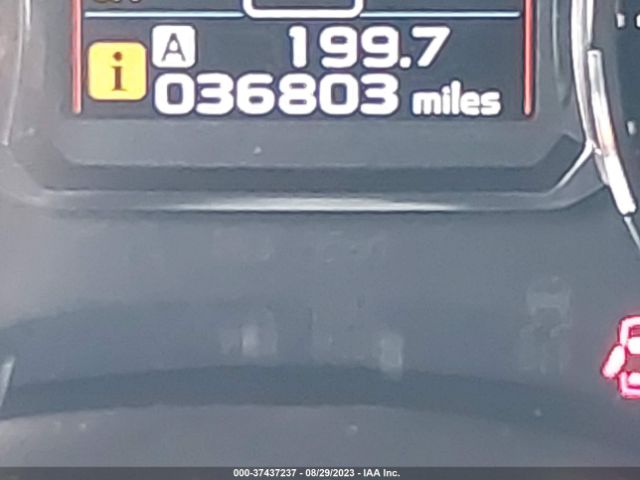 A 199.7
i 036803 miles
000-37437237 - 08/29/2023 - IAA Inc.